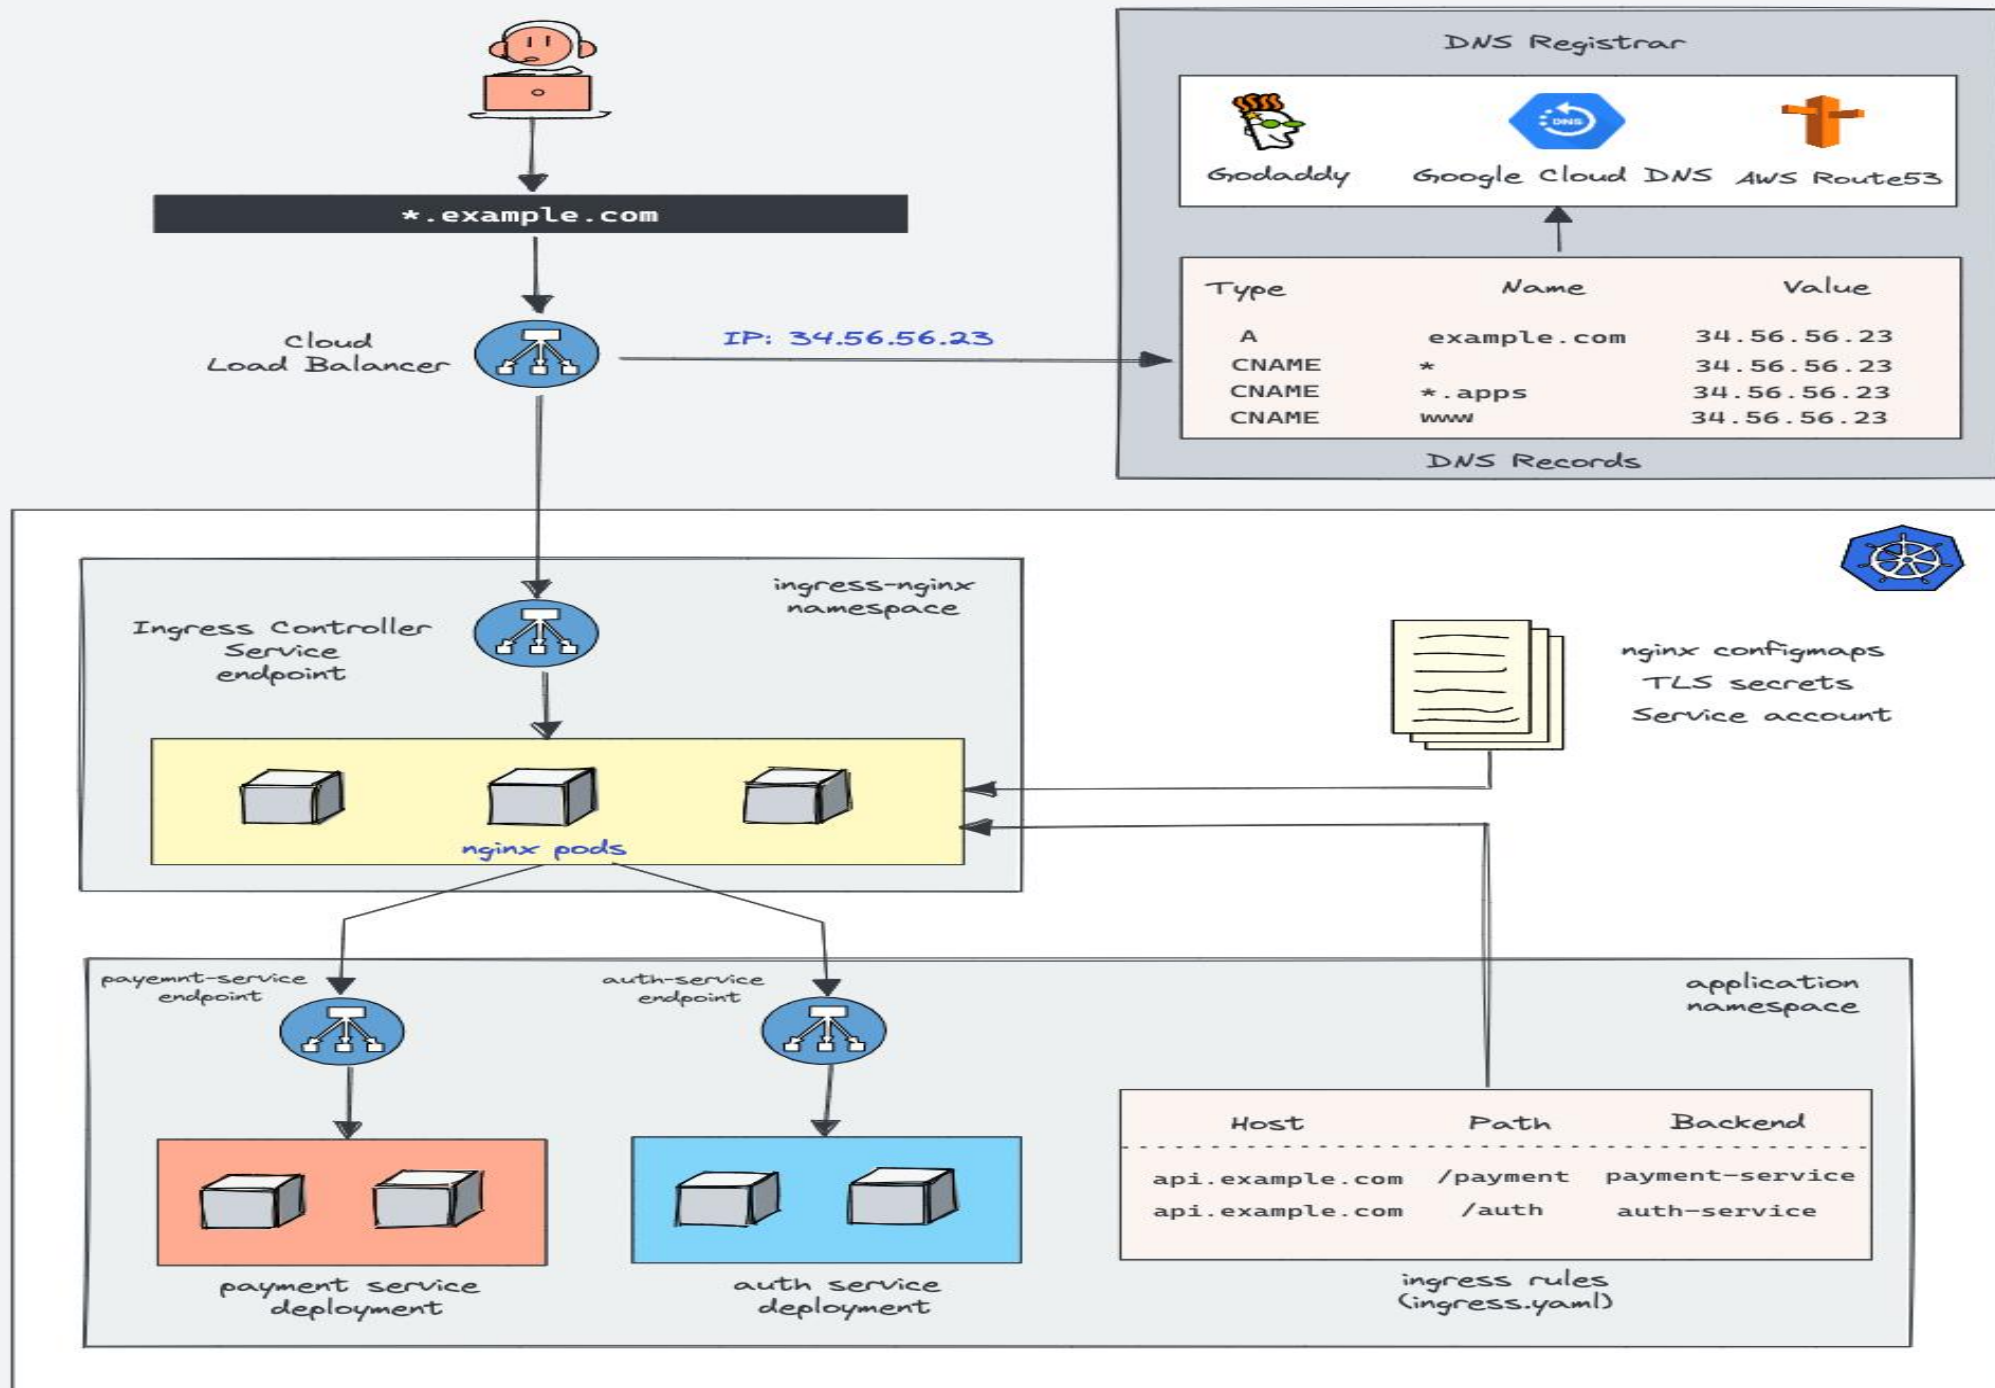 DNS Registrar
Godaddy
Google Cloud DNS
AWS Route53
*.example.com
Cloud
Load Balancer
IP: 34.56.56.23
DNS
Type Name Value
A example.com 34.56.56.23
CNAME * 34.56.56.23
CNAME *.apps 34.56.56.23
CNAME www 34.56.56.23
DNS Records
ingress-nginx
namespace
Ingress Controller
Service
endpoint
nginx configmaps
TLS secrets
Service account
nginx pods
payemnt-service
endpoint
auth-service
endpoint
application
namespace
Host Path Backend
api.example.com /payment payment-service
api.example.com /auth auth-service
payment service
deployment
auth service
deployment
ingress rules
(ingress.yaml)